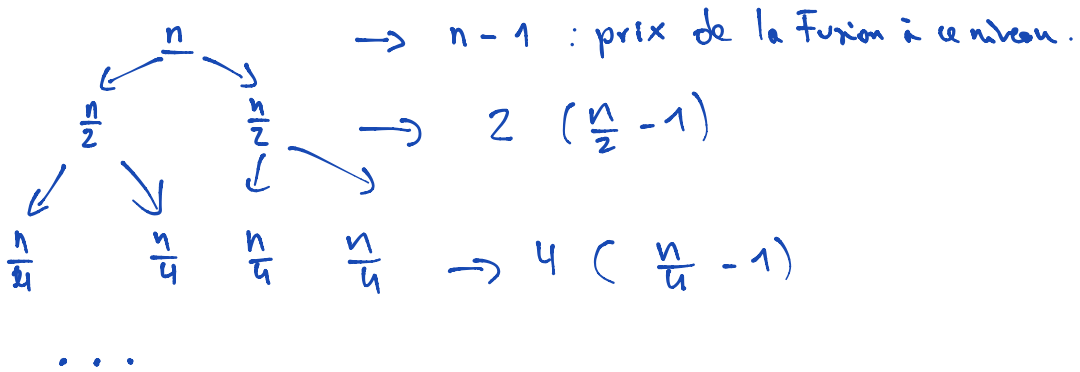 n → n - 1 : prix de la Fusion à ce niveau.
n/2 n/2 → 2 (n/2 - 1)
n/4 n/4 n/4 n/4 → 4 (n/4 - 1)
...